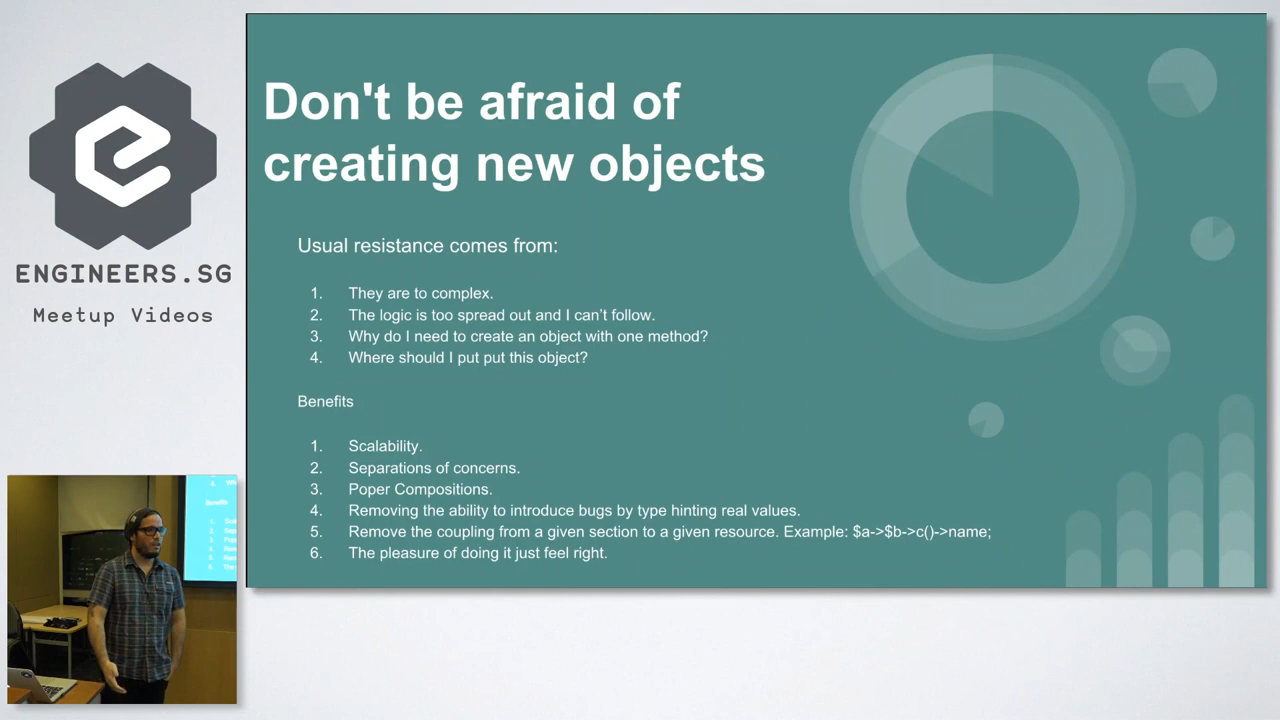 ENGINEERS.SG
Meetup Videos
Don't be afraid of
creating new objects
Usual resistance comes from:
1. They are to complex.
2. The logic is too spread out and I can't follow.
3. Why do I need to create an object with one method?
4. Where should I put put this object?
Benefits
1. Scalability.
2. Separations of concerns.
3. Poper Compositions.
4. Removing the ability to introduce bugs by type hinting real values.
5. Remove the coupling from a given section to a given resource. Example: $a->$b->c()->name;
6. The pleasure of doing it just feel right.
Benefits